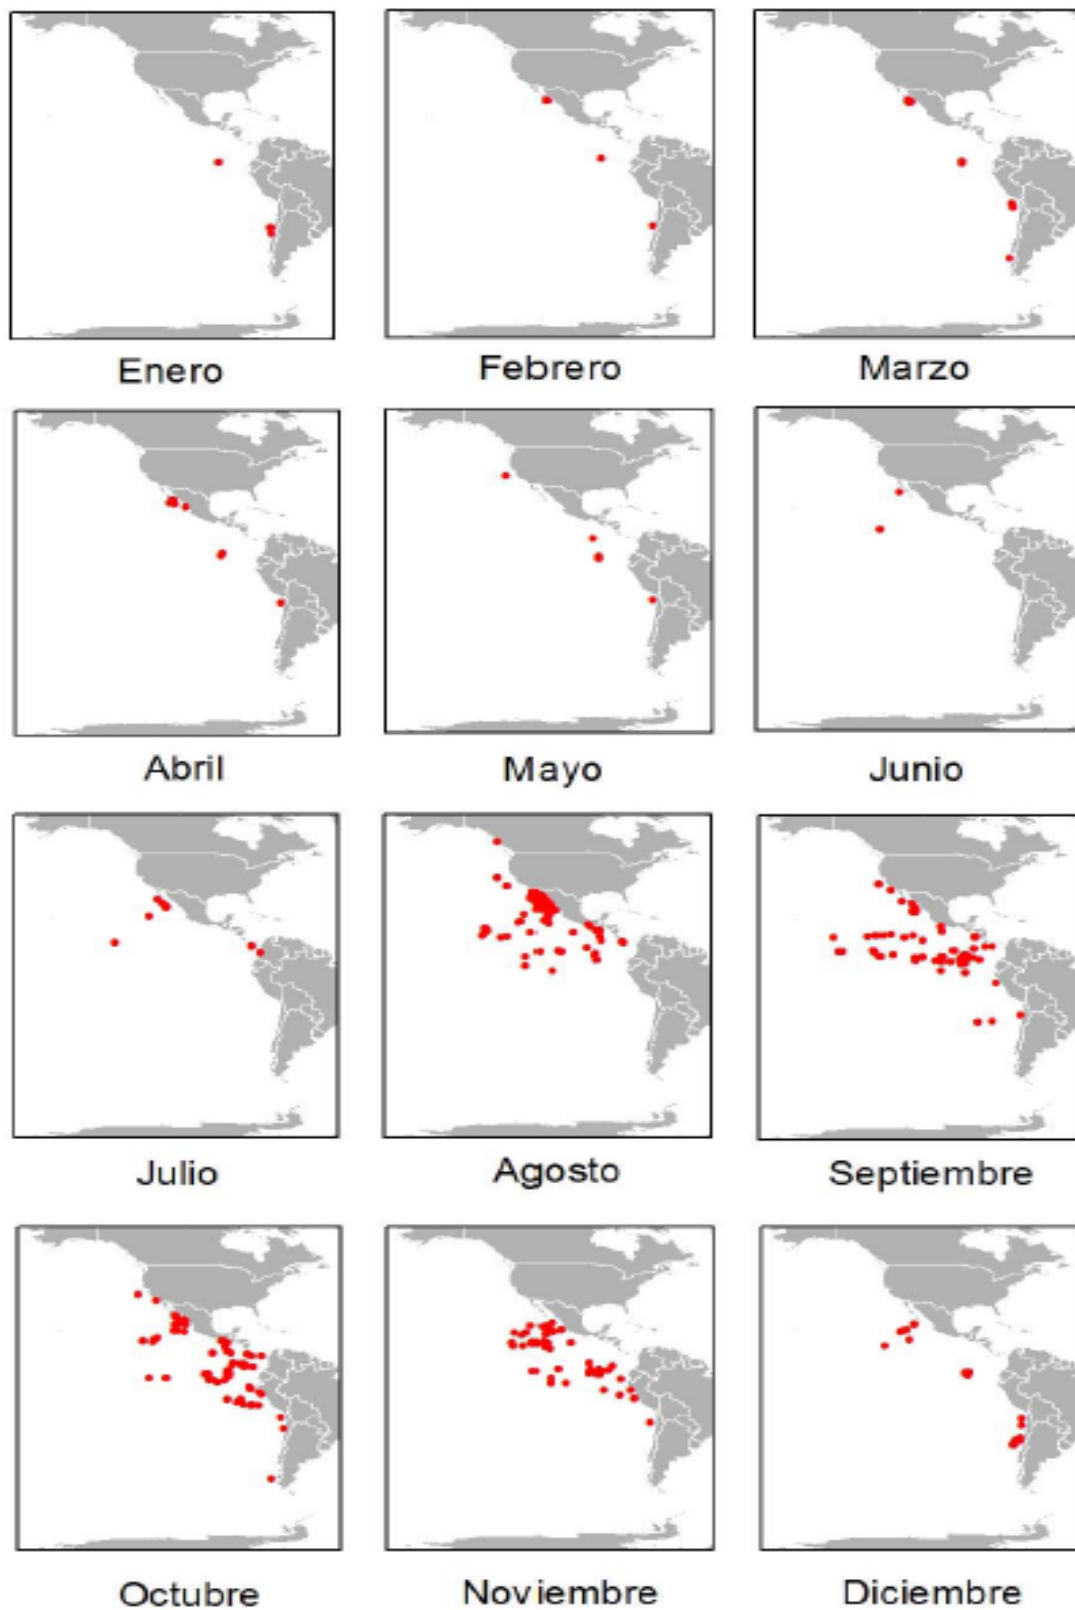 Enero
Febrero
Marzo
Abril
Mayo
Junio
Julio
Agosto
Septiembre
Octubre
Noviembre
Diciembre